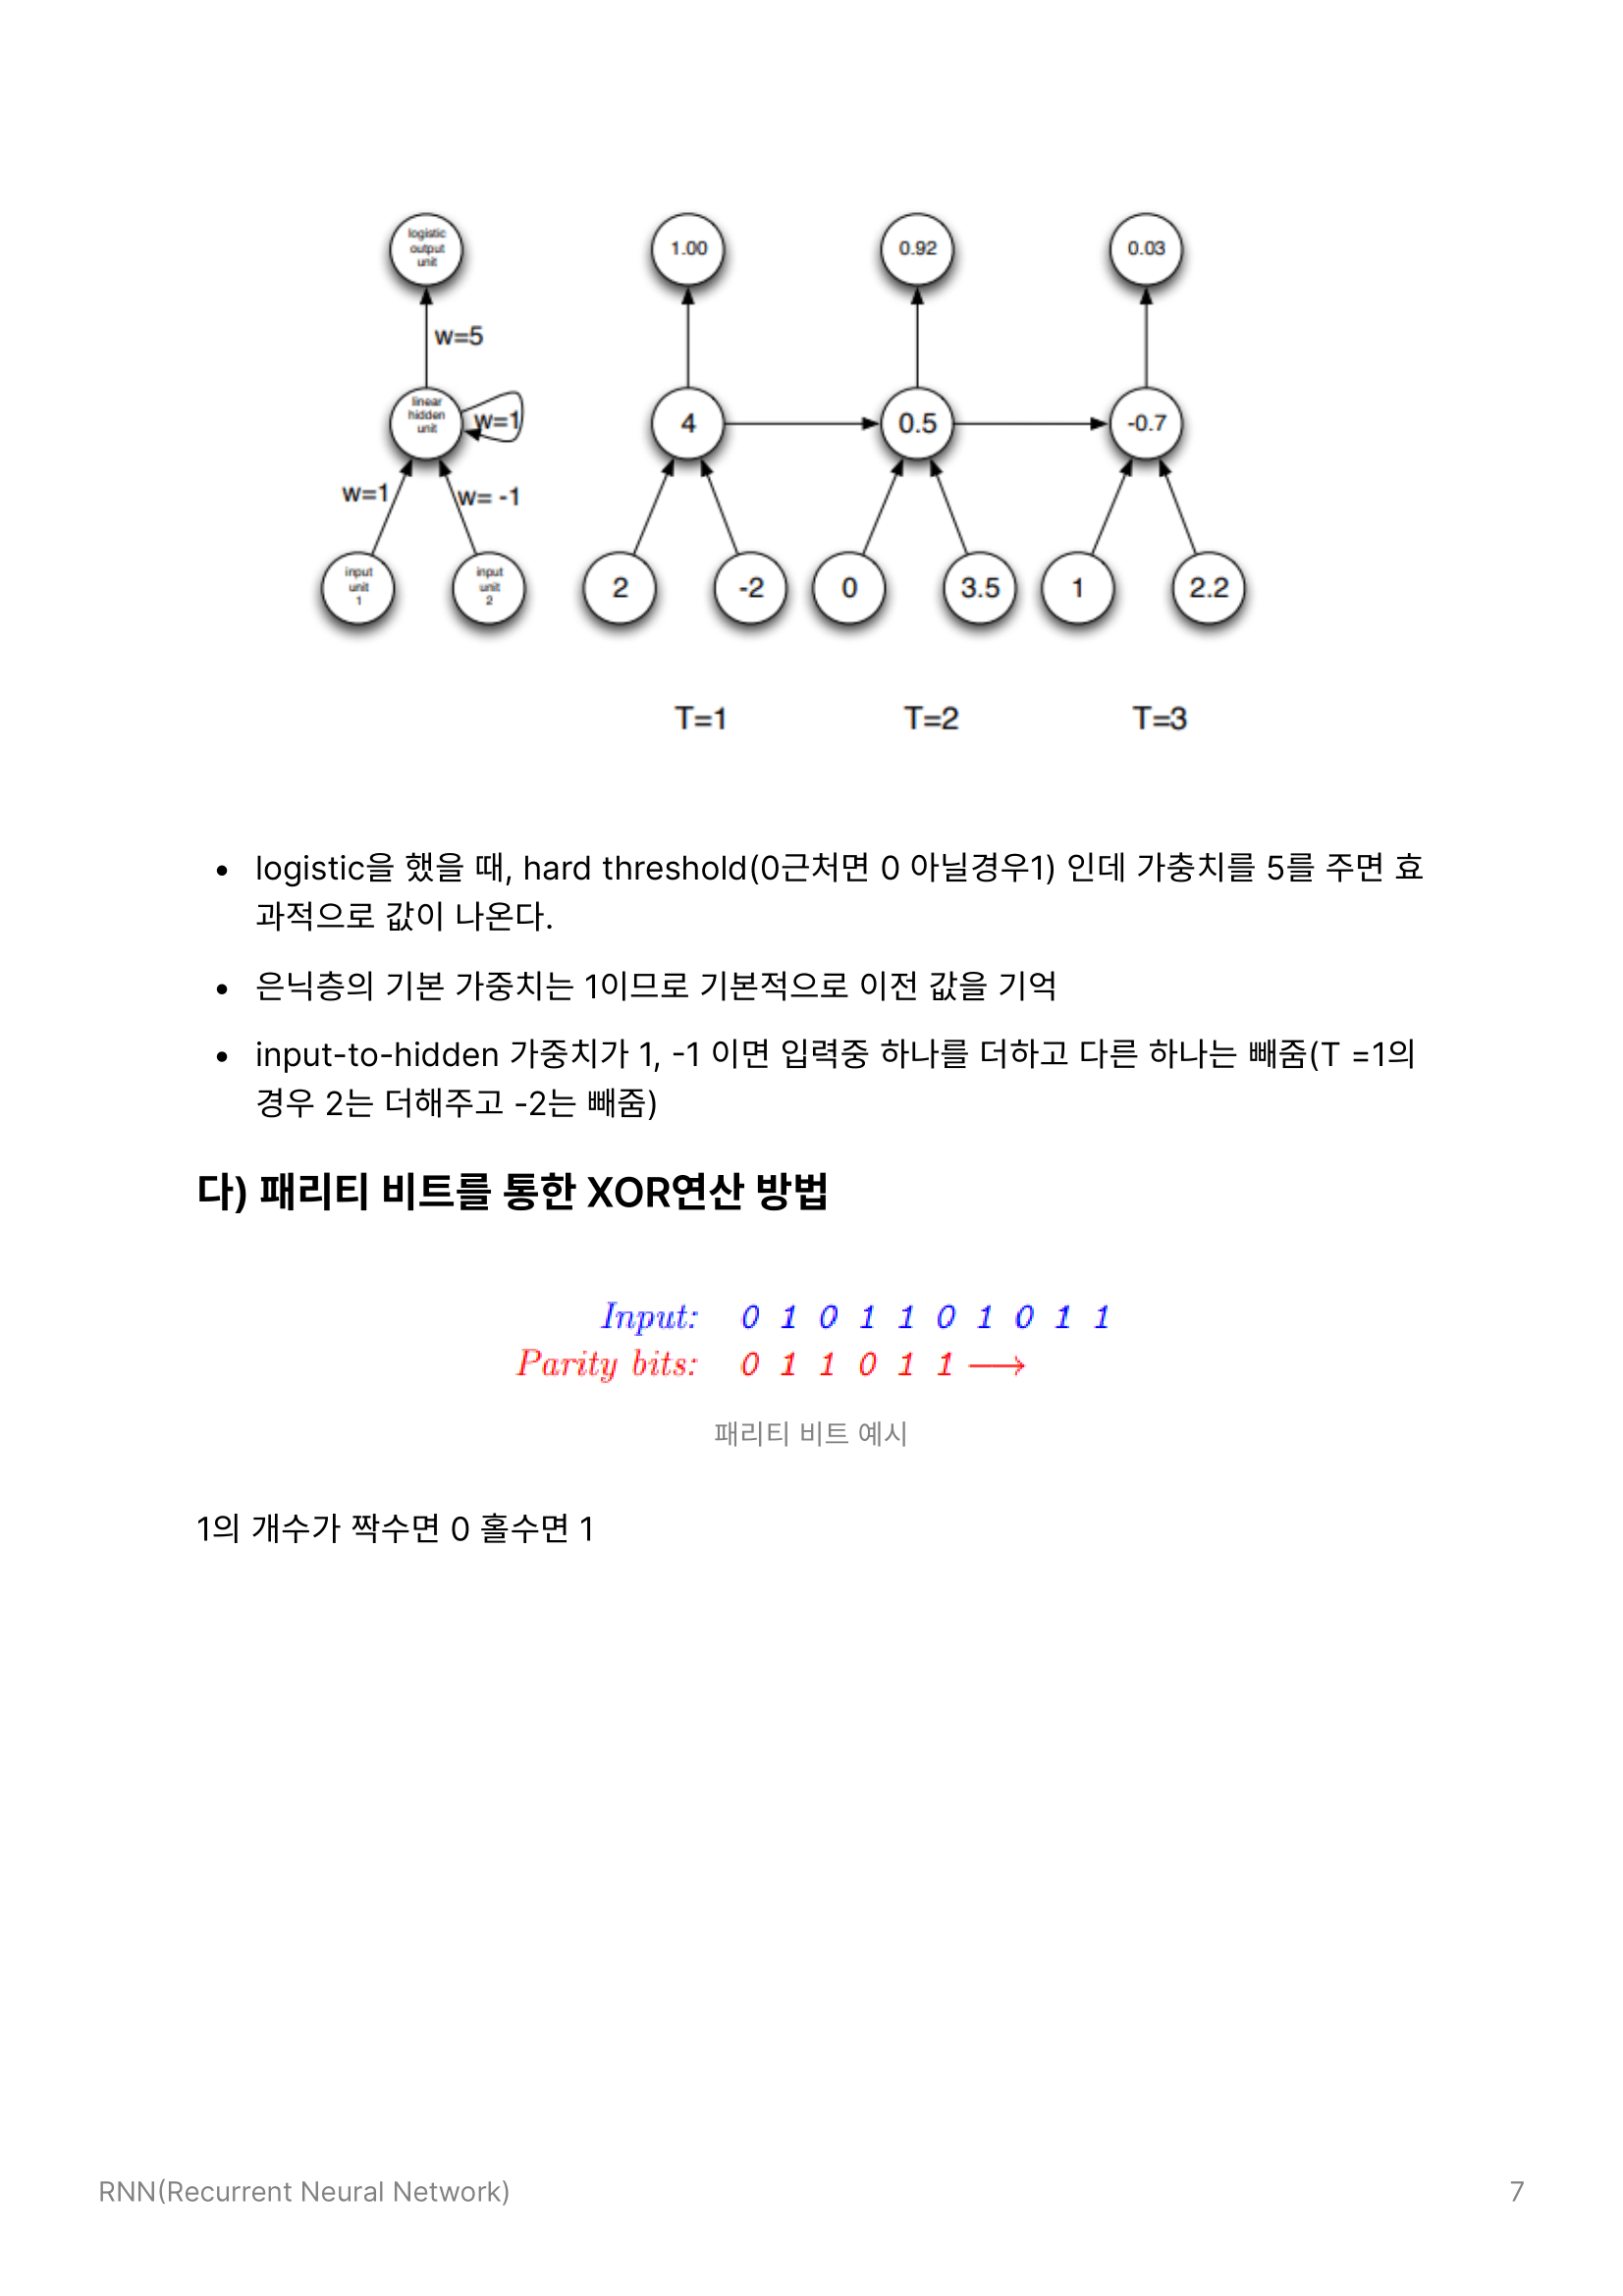 logistic
output
unit
1.00
0.92
0.03
w=5
linear
hidden
unit
w=1
4
0.5
-0.7
w=1
w= -1
input
unit
1
input
unit
2
2
-2
0
3.5
1
2.2
T=1
T=2
T=3
• logistic을 했을 때, hard threshold(0근처면 0 아닐경우1) 인데 가충치를 5를 주면 효
과적으로 값이 나온다.
• 은닉층의 기본 가중치는 1이므로 기본적으로 이전 값을 기억
• input-to-hidden 가중치가 1, -1 이면 입력중 하나를 더하고 다른 하나는 빼줌(T =1의
경우 2는 더해주고 -2는 빼줌)
다) 패리티 비트를 통한 XOR연산 방법
Input: 0 1 0 1 1 0 1 0 1 1
Parity bits: 0 1 1 0 1 1 ⟶
패리티 비트 예시
1의 개수가 짝수면 0 홀수면 1
RNN(Recurrent Neural Network)
7